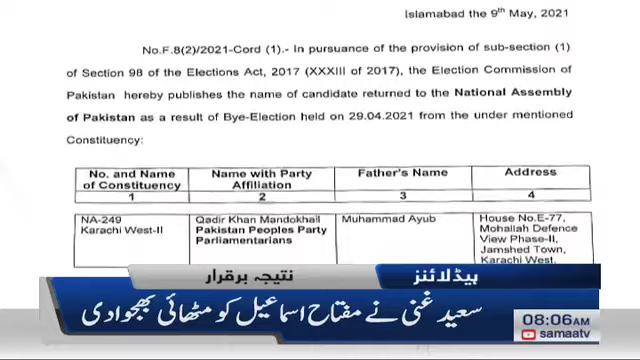 Islamabad the 9th May, 2021
No.F.8(2)/2021-Cord (1).- In pursuance of the provision of sub-section (1)
of Section 98 of the Elections Act, 2017 (XXXIII of 2017), the Election Commission of
Pakistan hereby publishes the name of candidate returned to the National Assembly
of Pakistan as a result of Bye-Election held on 29.04.2021 from the under mentioned
Constituency:
No. and Name of Constituency Name with Party Affiliation Father's Name Address
1 2 3 4
NA-249 Qadir Khan Mandokhail Muhammad Ayub House No.E-77,
Karachi West-II Pakistan Peoples Party Mohallah Defence
Parliamentarians View Phase-II,
Jamshed Town,
Karachi West.
ہیڈلائنز نتیجہ برقرار
سعید غنی نے مفتاح اسماعیل کو مٹھائی بھجوا دی
08:06AM
samaatv